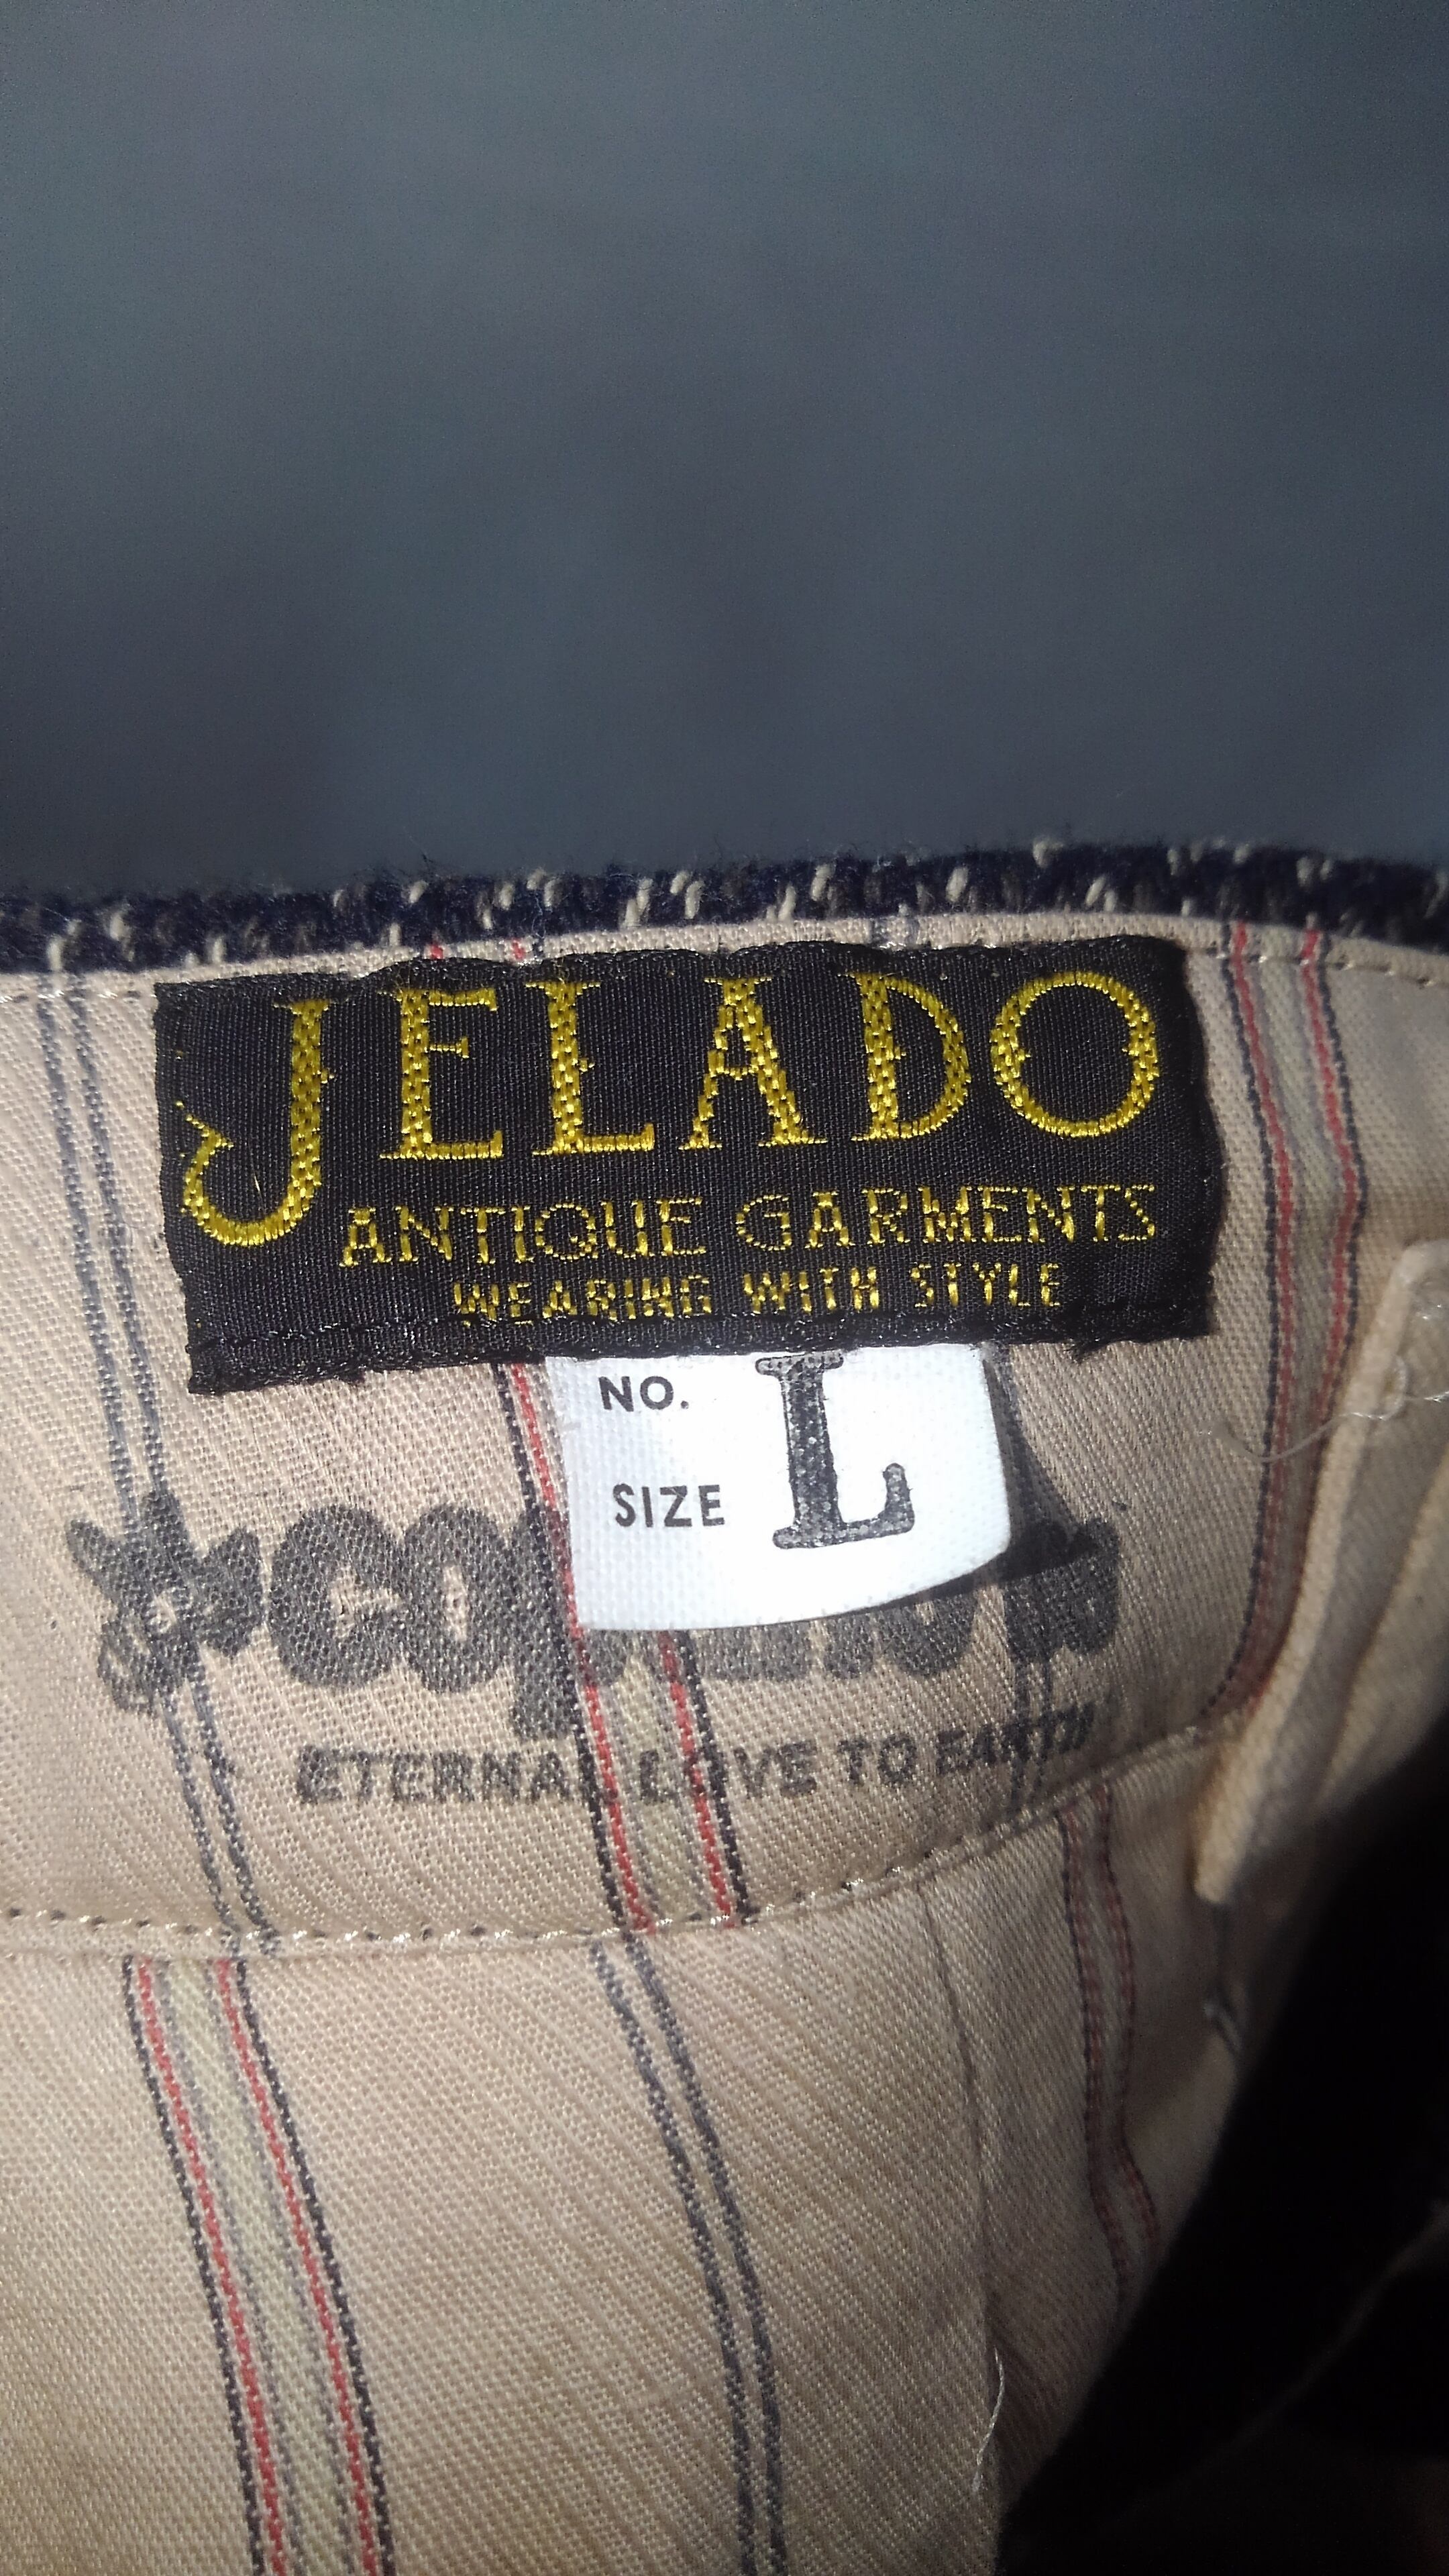 JELADO
ANTIQUE GARMENTS
WEARING WITH STYLE
NO.
SIZE L
ETERNAL LOVE TO EARTH